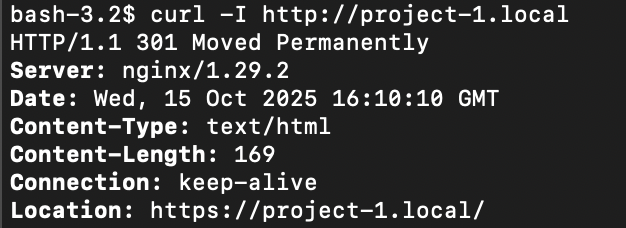 bash-3.2$ curl -I http://project-1.local
HTTP/1.1 301 Moved Permanently
Server: nginx/1.29.2
Date: Wed, 15 Oct 2025 16:10:10 GMT
Content-Type: text/html
Content-Length: 169
Connection: keep-alive
Location: https://project-1.local/